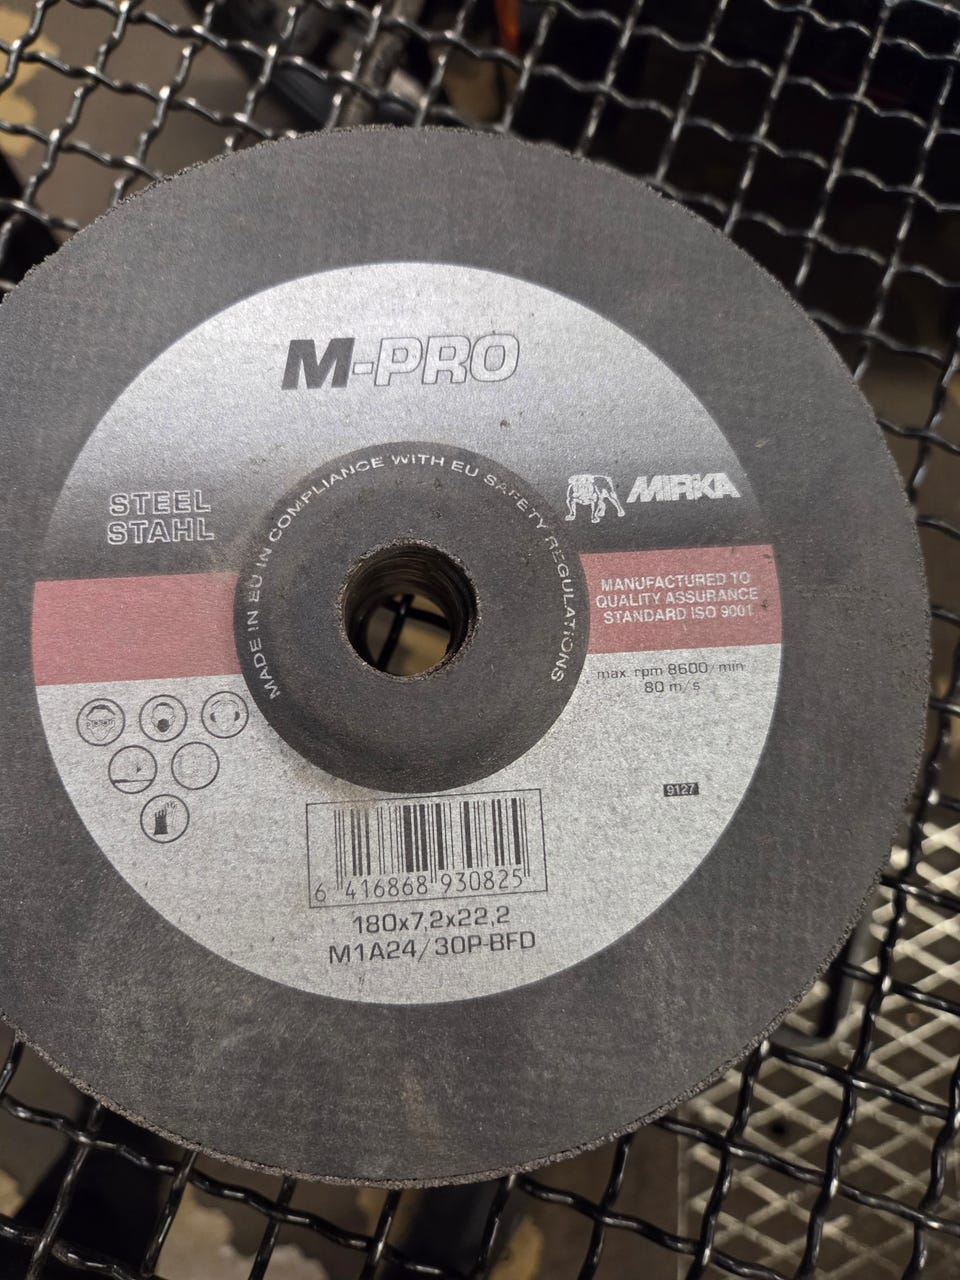 M-PRO
MADE IN EU IN COMPLIANCE WITH EU SAFETY REGULATIONS
STEEL
STAHL
MIRKA
MANUFACTURED TO
QUALITY ASSURANCE
STANDARD ISO 9001
max. rpm 8600/min
80 m/s
9127
6 416868 930825
180x7,2x22,2
M1A24/30P-BFD